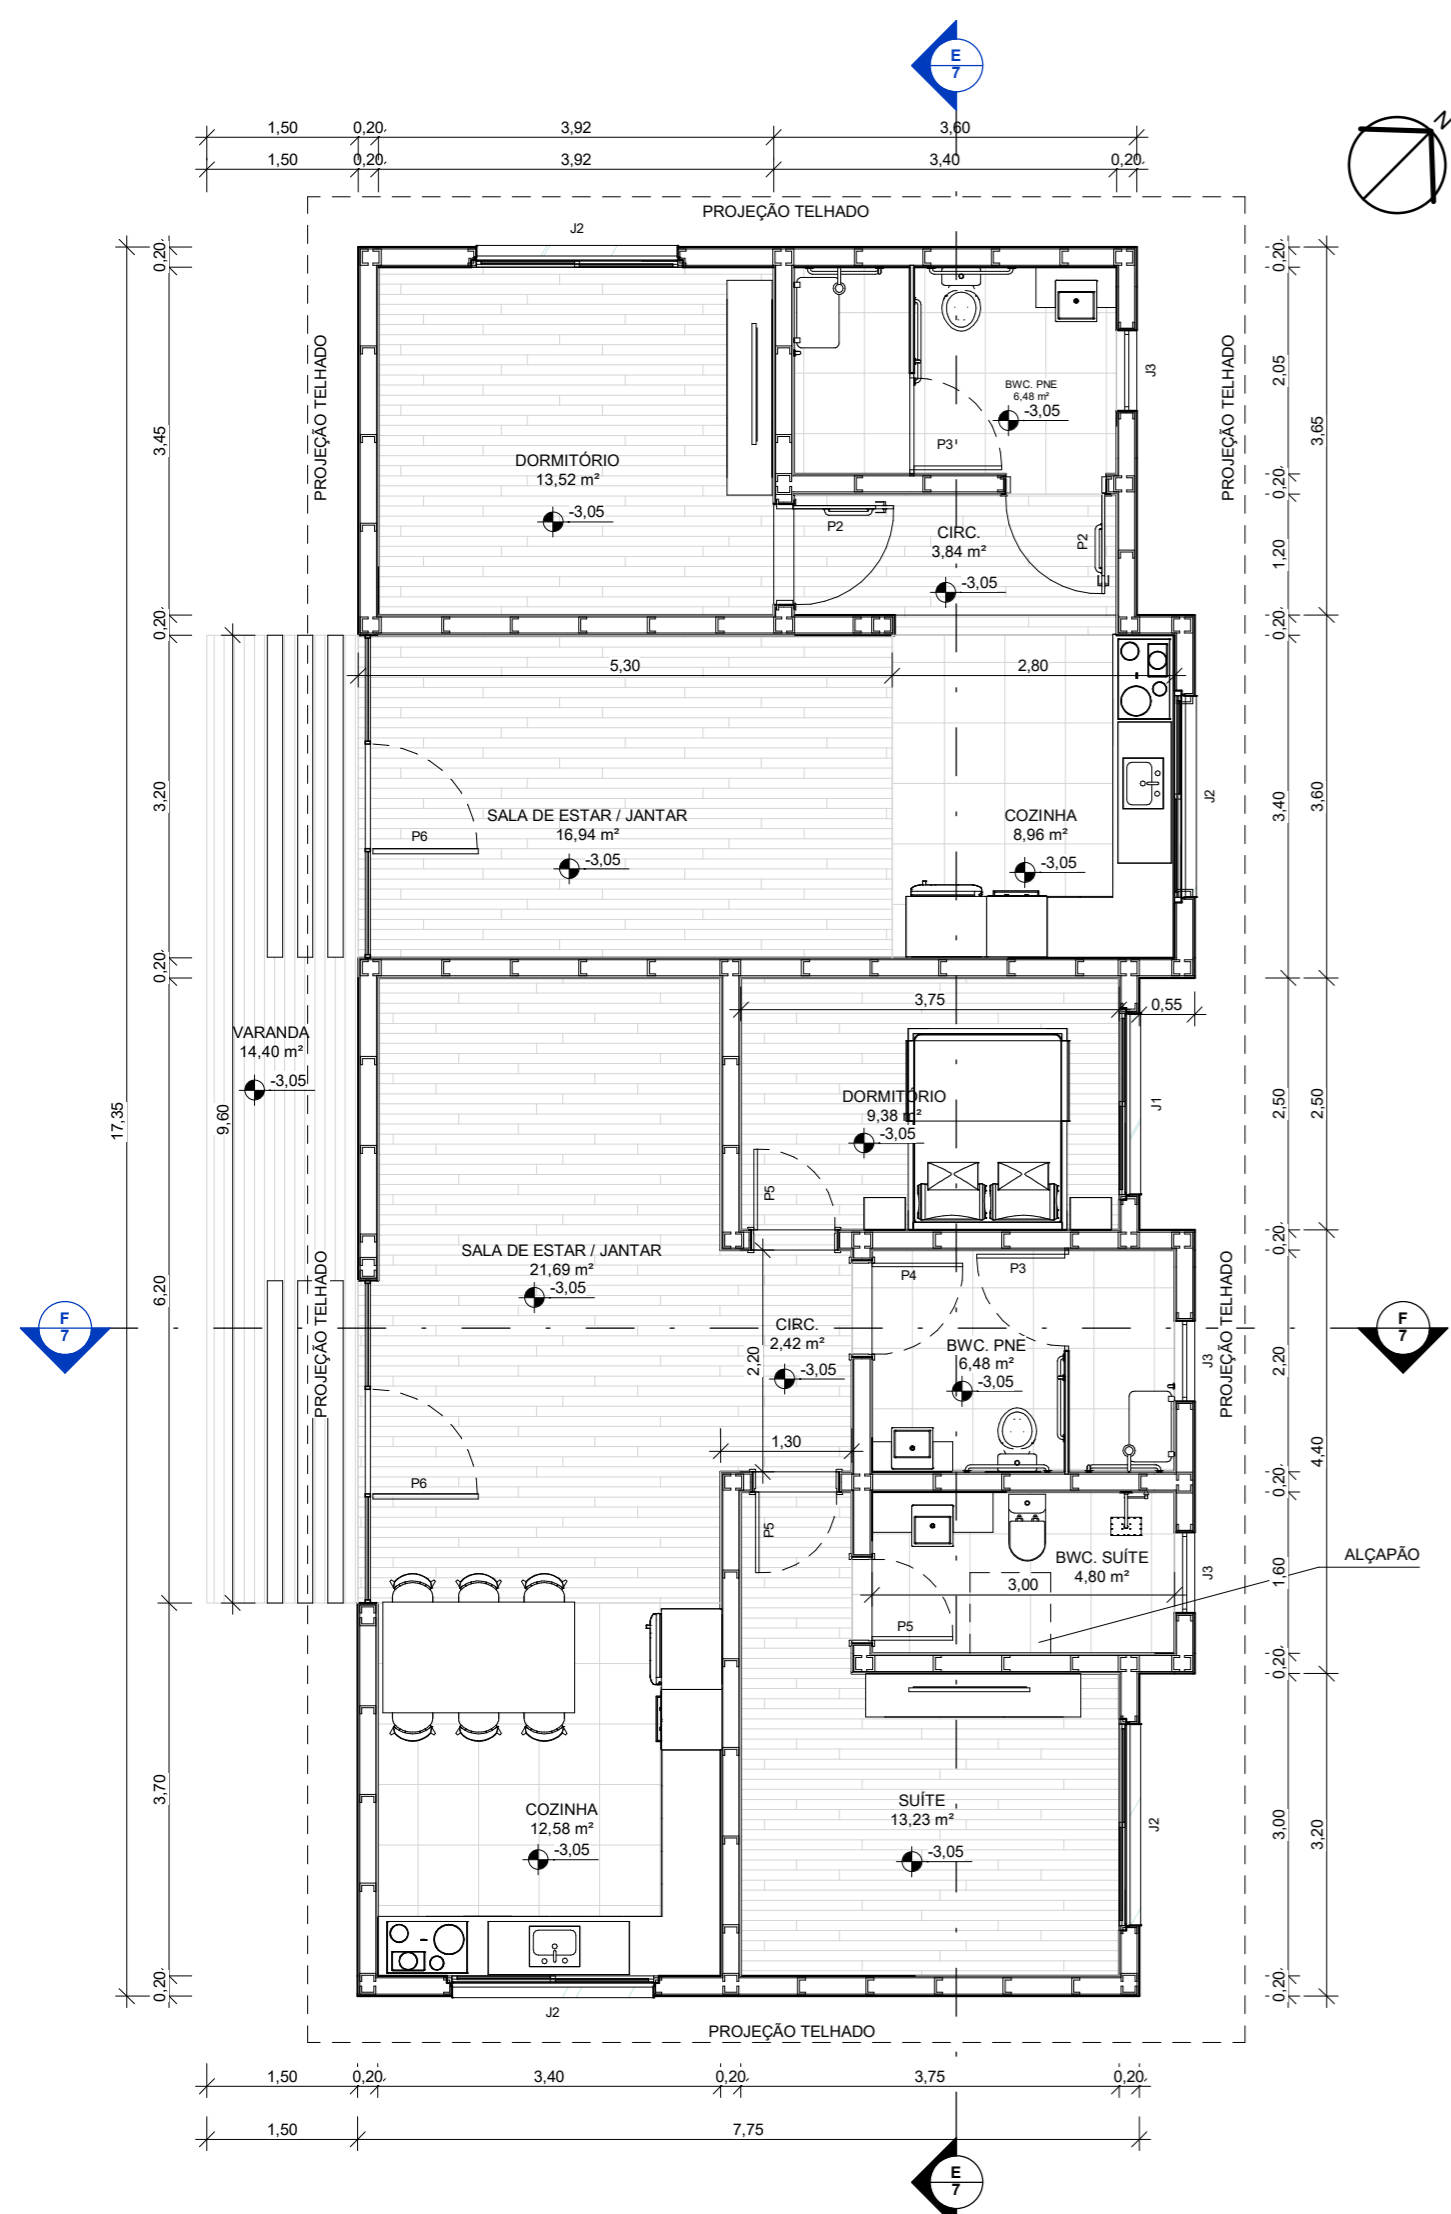 E
7
N
1,50
0,20
3,92
3,60
1,50
0,20
3,92
3,40
0,20
PROJEÇÃO TELHADO
J2
0,20
0,20
PROJEÇÃO TELHADO
PROJEÇÃO TELHADO
2,05
J3
BWC. PNE
6,48 m²
-3,05
3,45
3,65
P3
DORMITÓRIO
13,52 m²
-3,05
0,20
P2
P2
CIRC.
3,84 m²
-3,05
1,20
0,20
0,20
9,60
5,30
2,80
3,20
3,40
3,60
J2
SALA DE ESTAR / JANTAR
16,94 m²
-3,05
P6
COZINHA
8,96 m²
-3,05
0,20
3,75
0,55
VARANDA
14,40 m²
-3,05
17,35
DORMITÓRIO
9,38 m²
-3,05
J1
2,50
2,50
P5
0,20
SALA DE ESTAR / JANTAR
21,69 m²
-3,05
6,20
P4
P3
F
7
PROJEÇÃO TELHADO
CIRC.
2,42 m²
-3,05
2,20
BWC. PNE
6,48 m²
-3,05
J3
PROJEÇÃO TELHADO
2,20
F
7
1,30
4,40
P6
0,20
P5
BWC. SUÍTE
4,80 m²
3,00
J3
1,60
ALÇAPÃO
P5
0,20
3,70
COZINHA
12,58 m²
-3,05
SUÍTE
13,23 m²
-3,05
J2
3,00
3,20
0,20
0,20
J2
PROJEÇÃO TELHADO
1,50
0,20
3,40
0,20
3,75
0,20
1,50
7,75
E
7